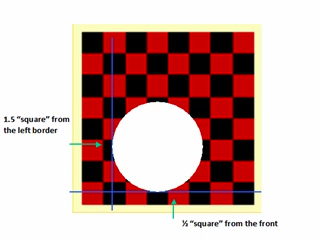 1.5 “square” from
the left border
½ “square” from the front